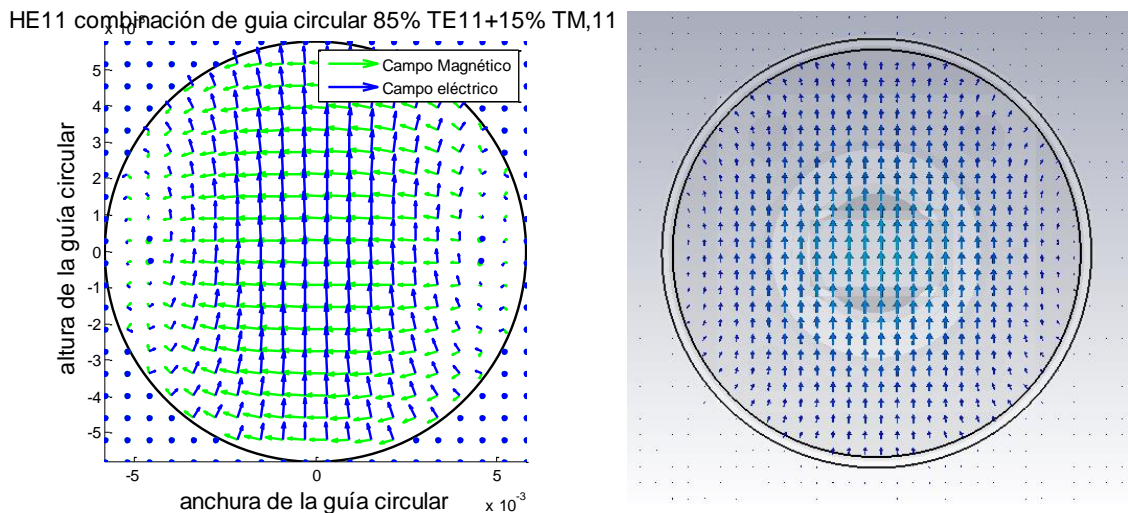 HE11 combinación de guia circular 85% TE11+15% TM,11
Campo Magnético
Campo eléctrico
altura de la guía circular
5
4
3
2
1
0
-1
-2
-3
-4
-5
-5 0 5
x 10⁻³
anchura de la guía circular